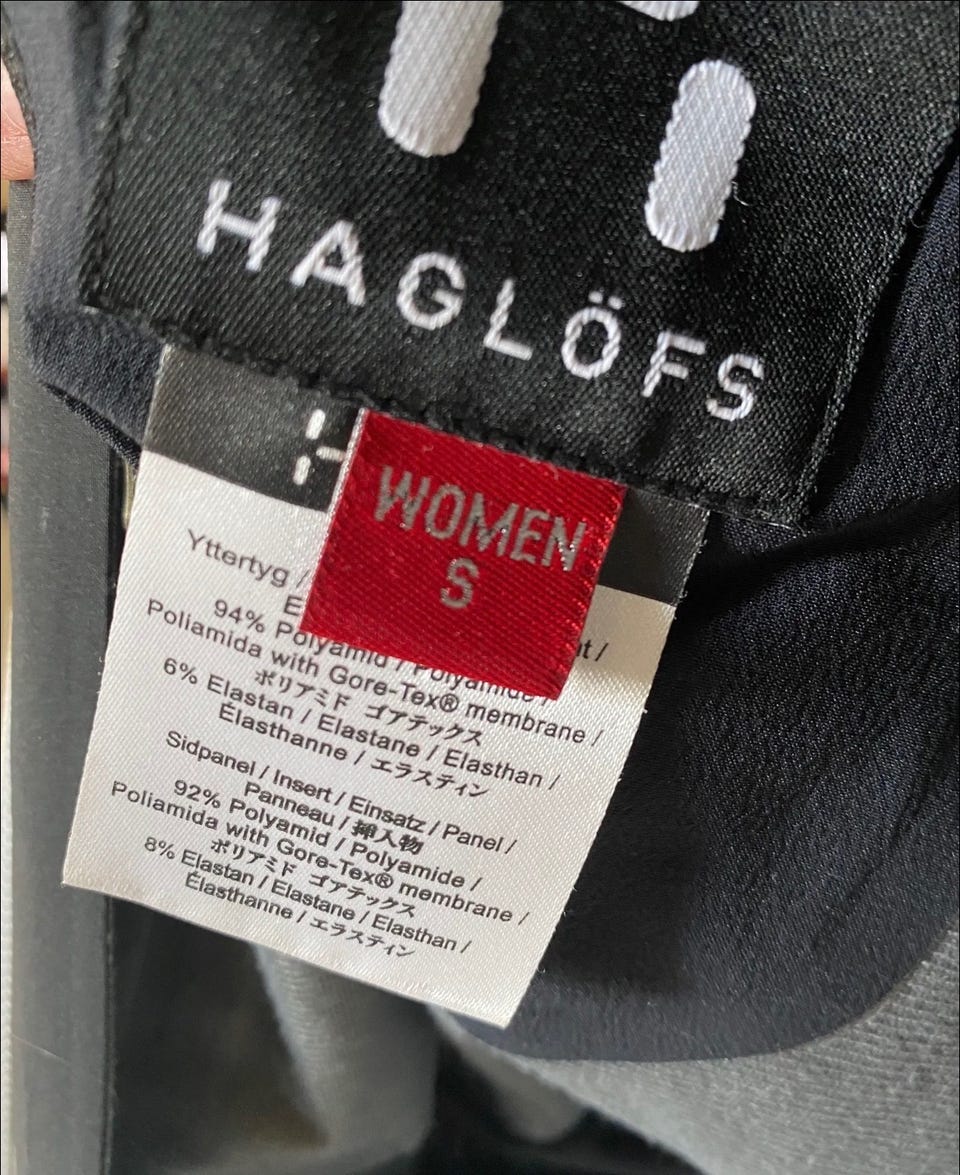 HAGLÖFS
H
WOMEN
S
Yttertyg /
94% Polyamid / Polyamide /
Poliamida with Gore-Tex® membrane /
ポリアミド ゴアテックス
6% Elastan / Elastane / Elasthan /
Élasthanne / エラスティン
Sidpanel / Insert / Einsatz / Panel /
Panneau / 挿入物
92% Polyamid / Polyamide /
Poliamida with Gore-Tex® membrane /
ポリアミド ゴアテックス
8% Elastan / Elastane / Elasthan /
Élasthanne / エラスティン